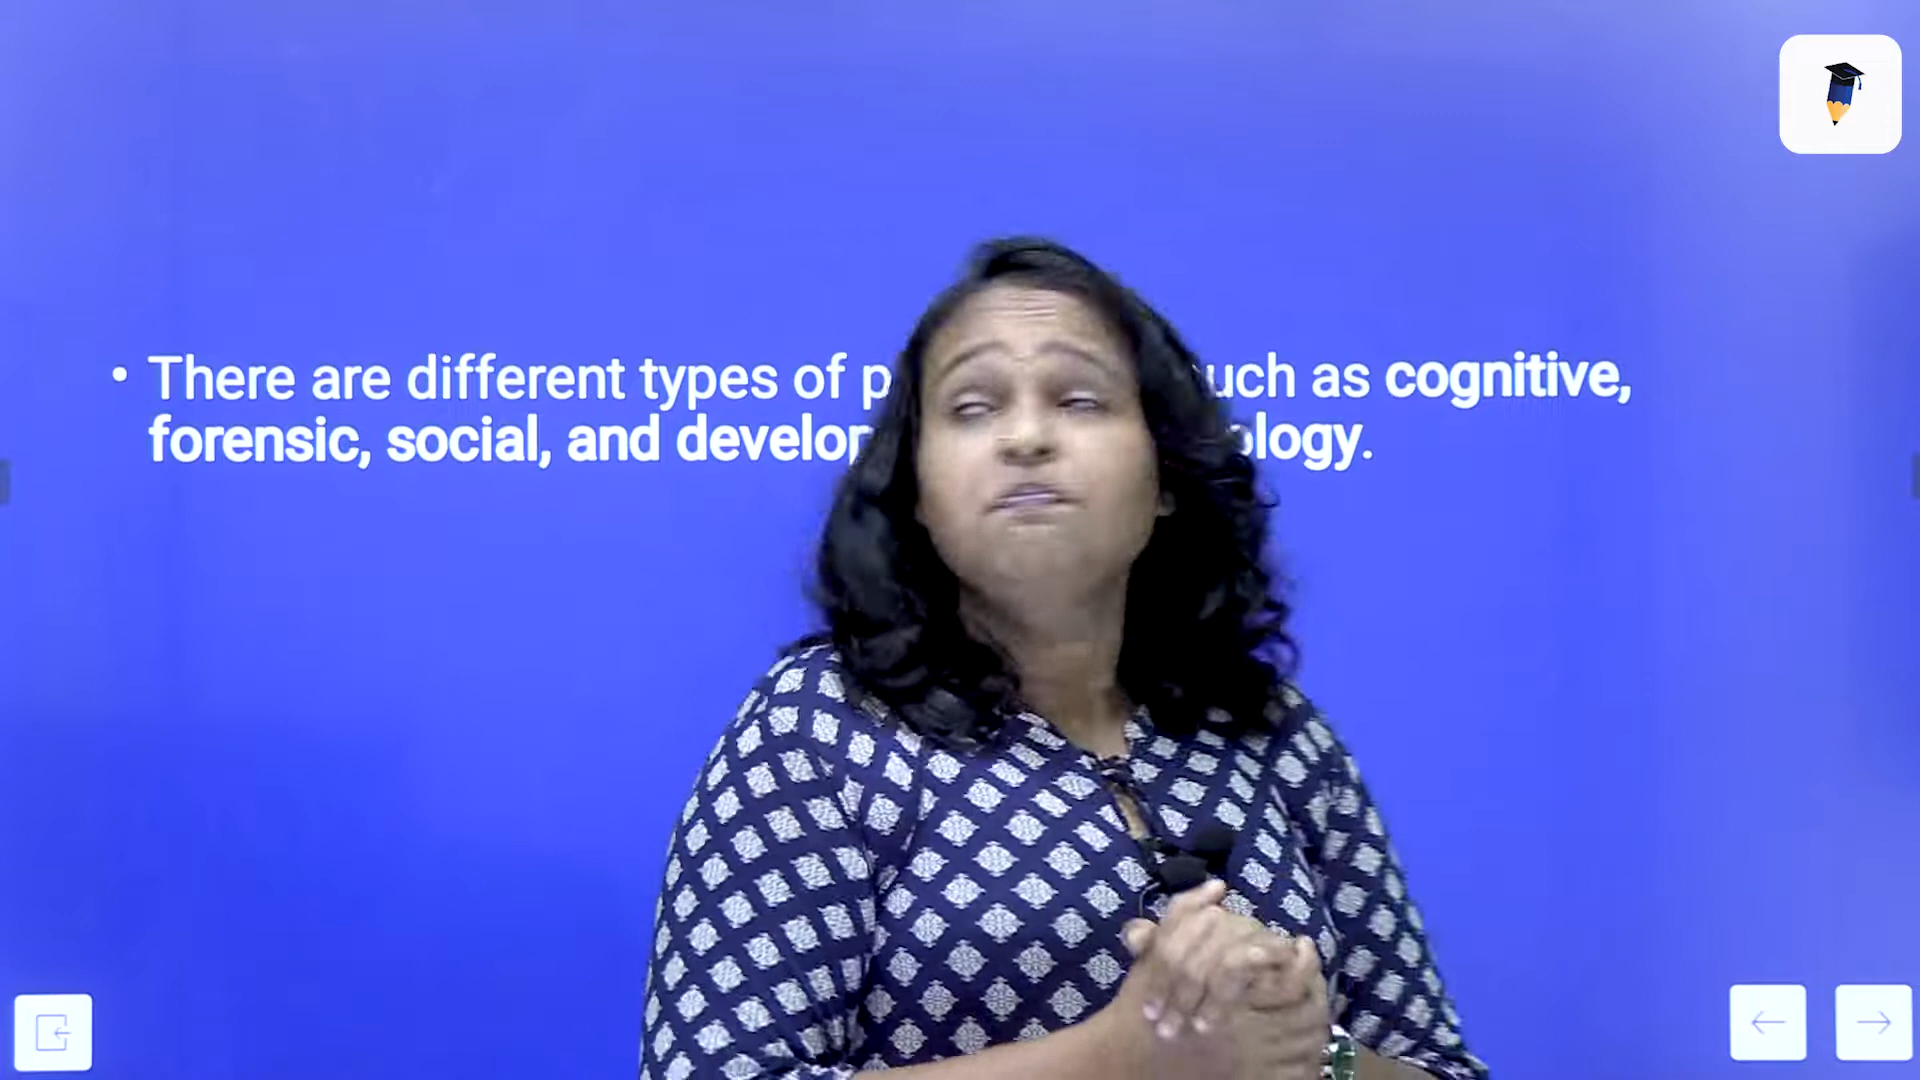 • There are different types of p uch as cognitive,
forensic, social, and develop ology.